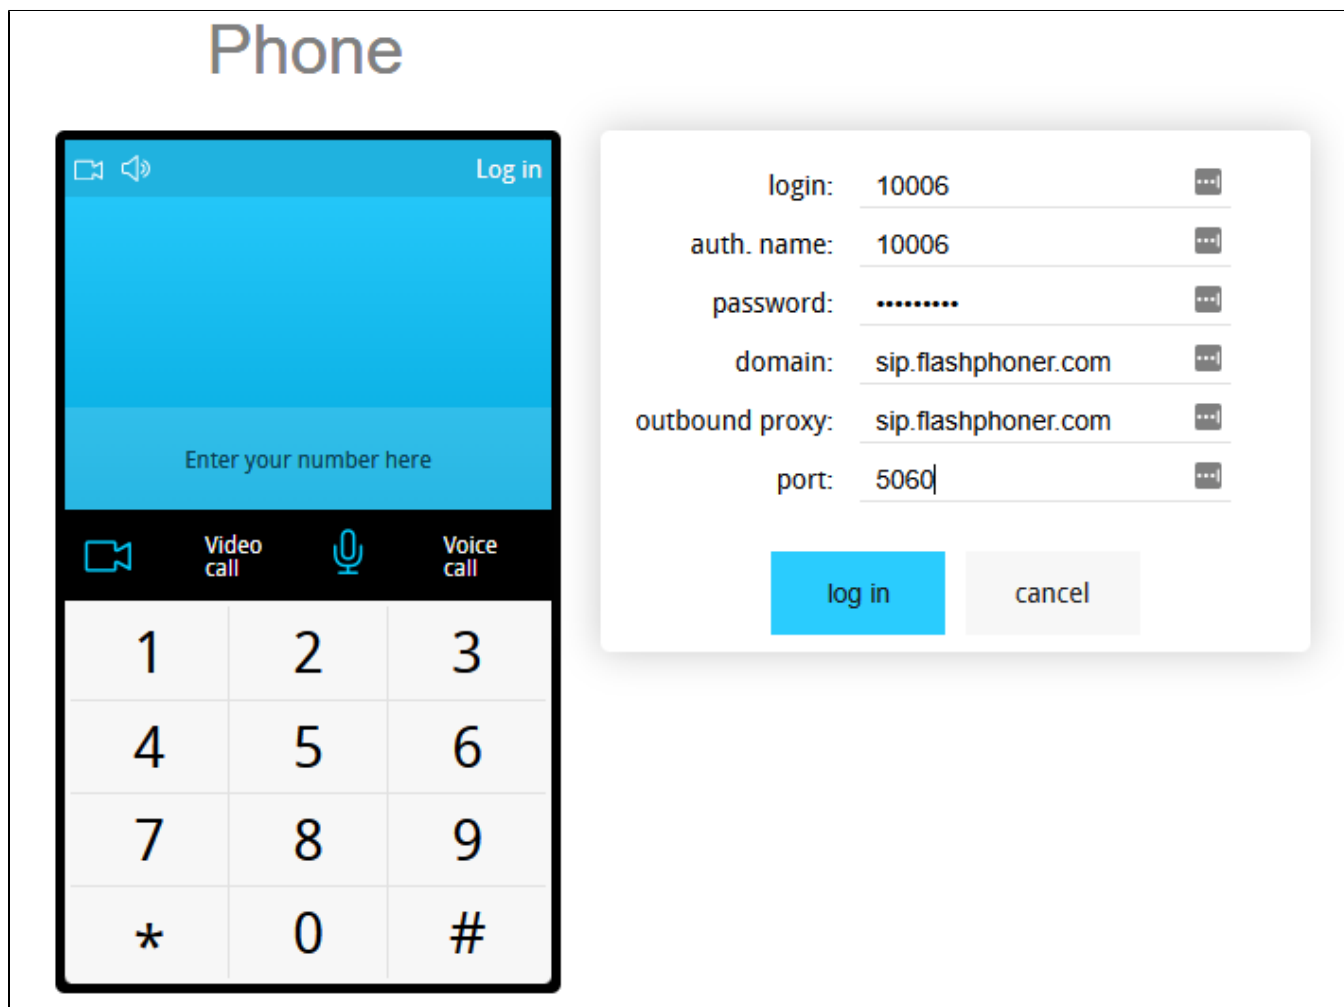 Phone
Log in
Enter your number here
Video call
Voice call
1 2 3
4 5 6
7 8 9
* 0 #
login: 10006
auth. name: 10006
password: •••••••••
domain: sip.flashphoner.com
outbound proxy: sip.flashphoner.com
port: 5060
log in
cancel